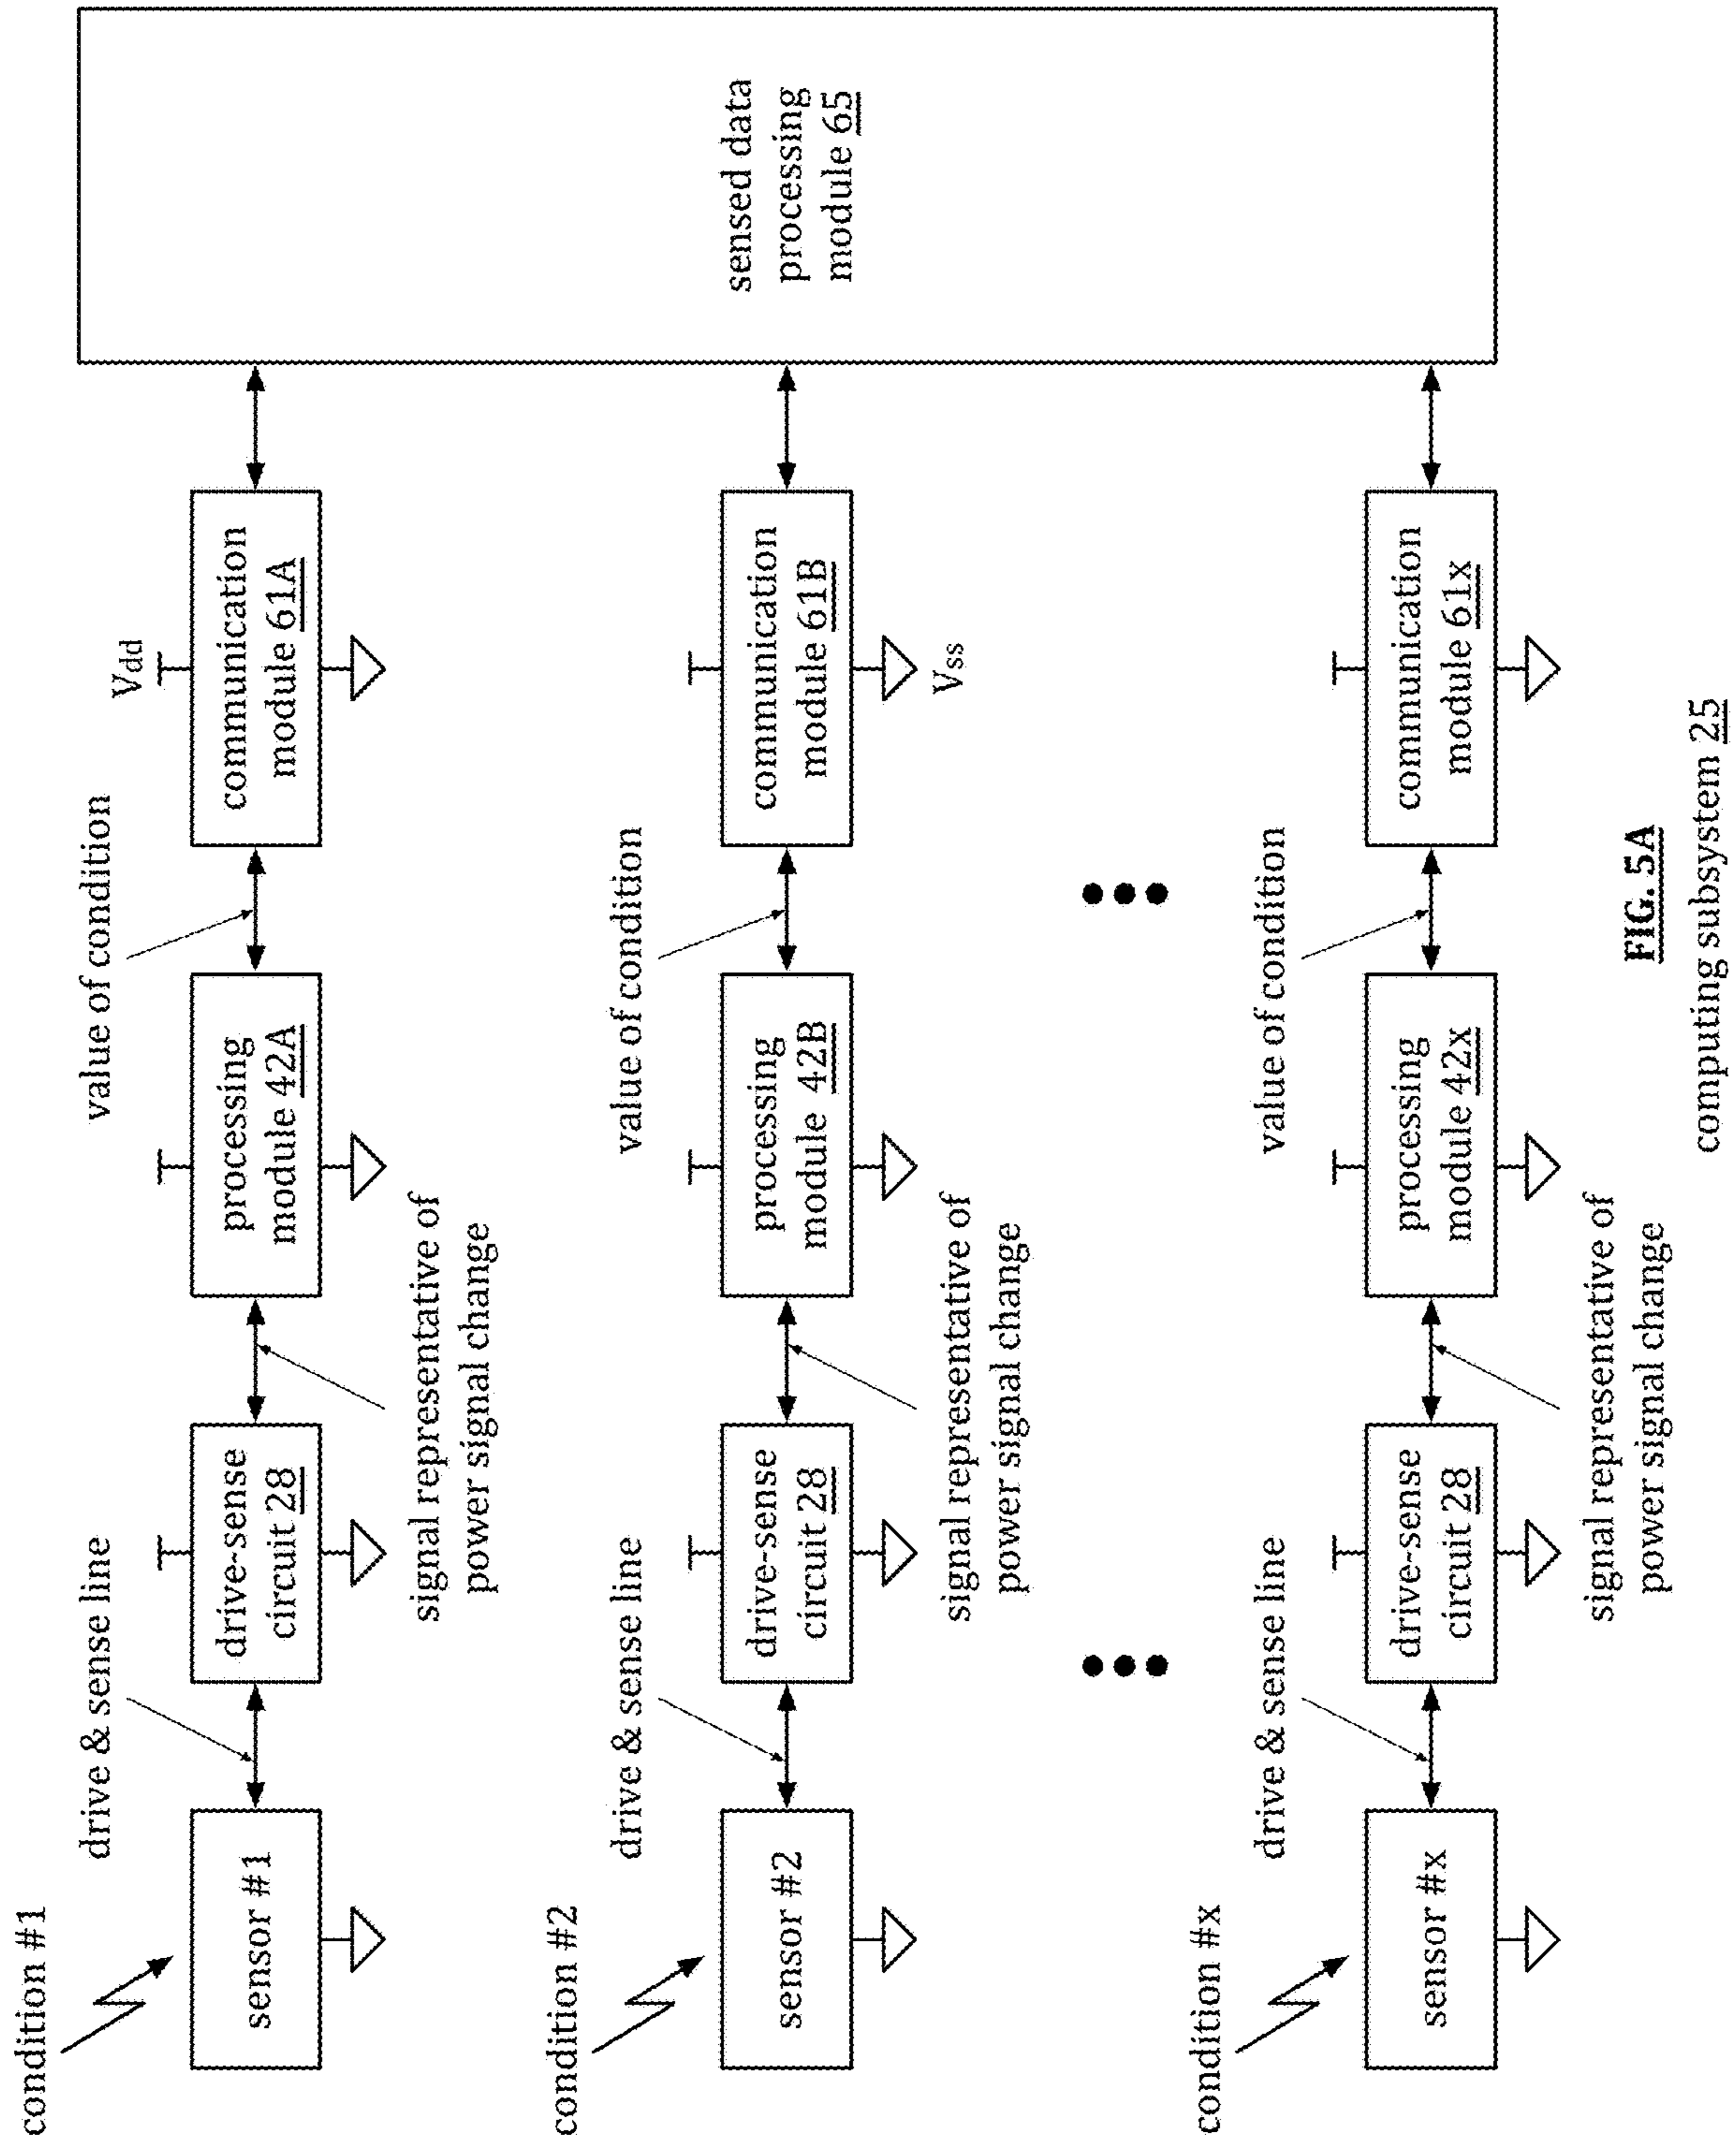 condition #1
drive & sense line
value of condition
Vdd
sensor #1
drive-sense
circuit 28
processing
module 42A
communication
module 61A
signal representative of
power signal change
sensed data
processing
module 65
condition #2
drive & sense line
value of condition
sensor #2
drive-sense
circuit 28
processing
module 42B
communication
module 61B
signal representative of
power signal change
Vss
condition #x
drive & sense line
value of condition
sensor #x
drive-sense
circuit 28
processing
module 42x
communication
module 61x
signal representative of
power signal change
FIG. 5A
computing subsystem 25